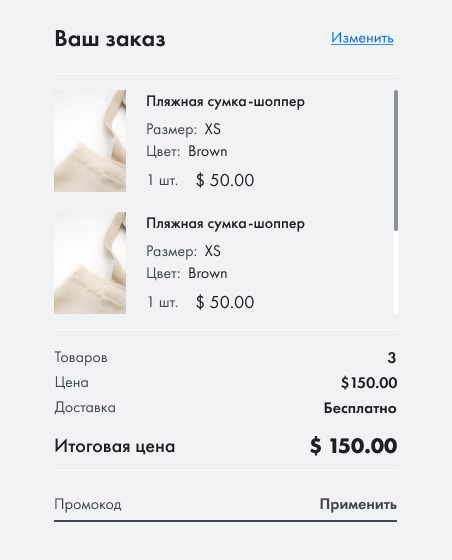 Ваш заказ Изменить
Пляжная сумка-шоппер
Размер: XS
Цвет: Brown
1 шт. $ 50.00
Пляжная сумка-шоппер
Размер: XS
Цвет: Brown
1 шт. $ 50.00
Товаров 3
Цена $150.00
Доставка Бесплатно
Итоговая цена $ 150.00
Промокод Применить